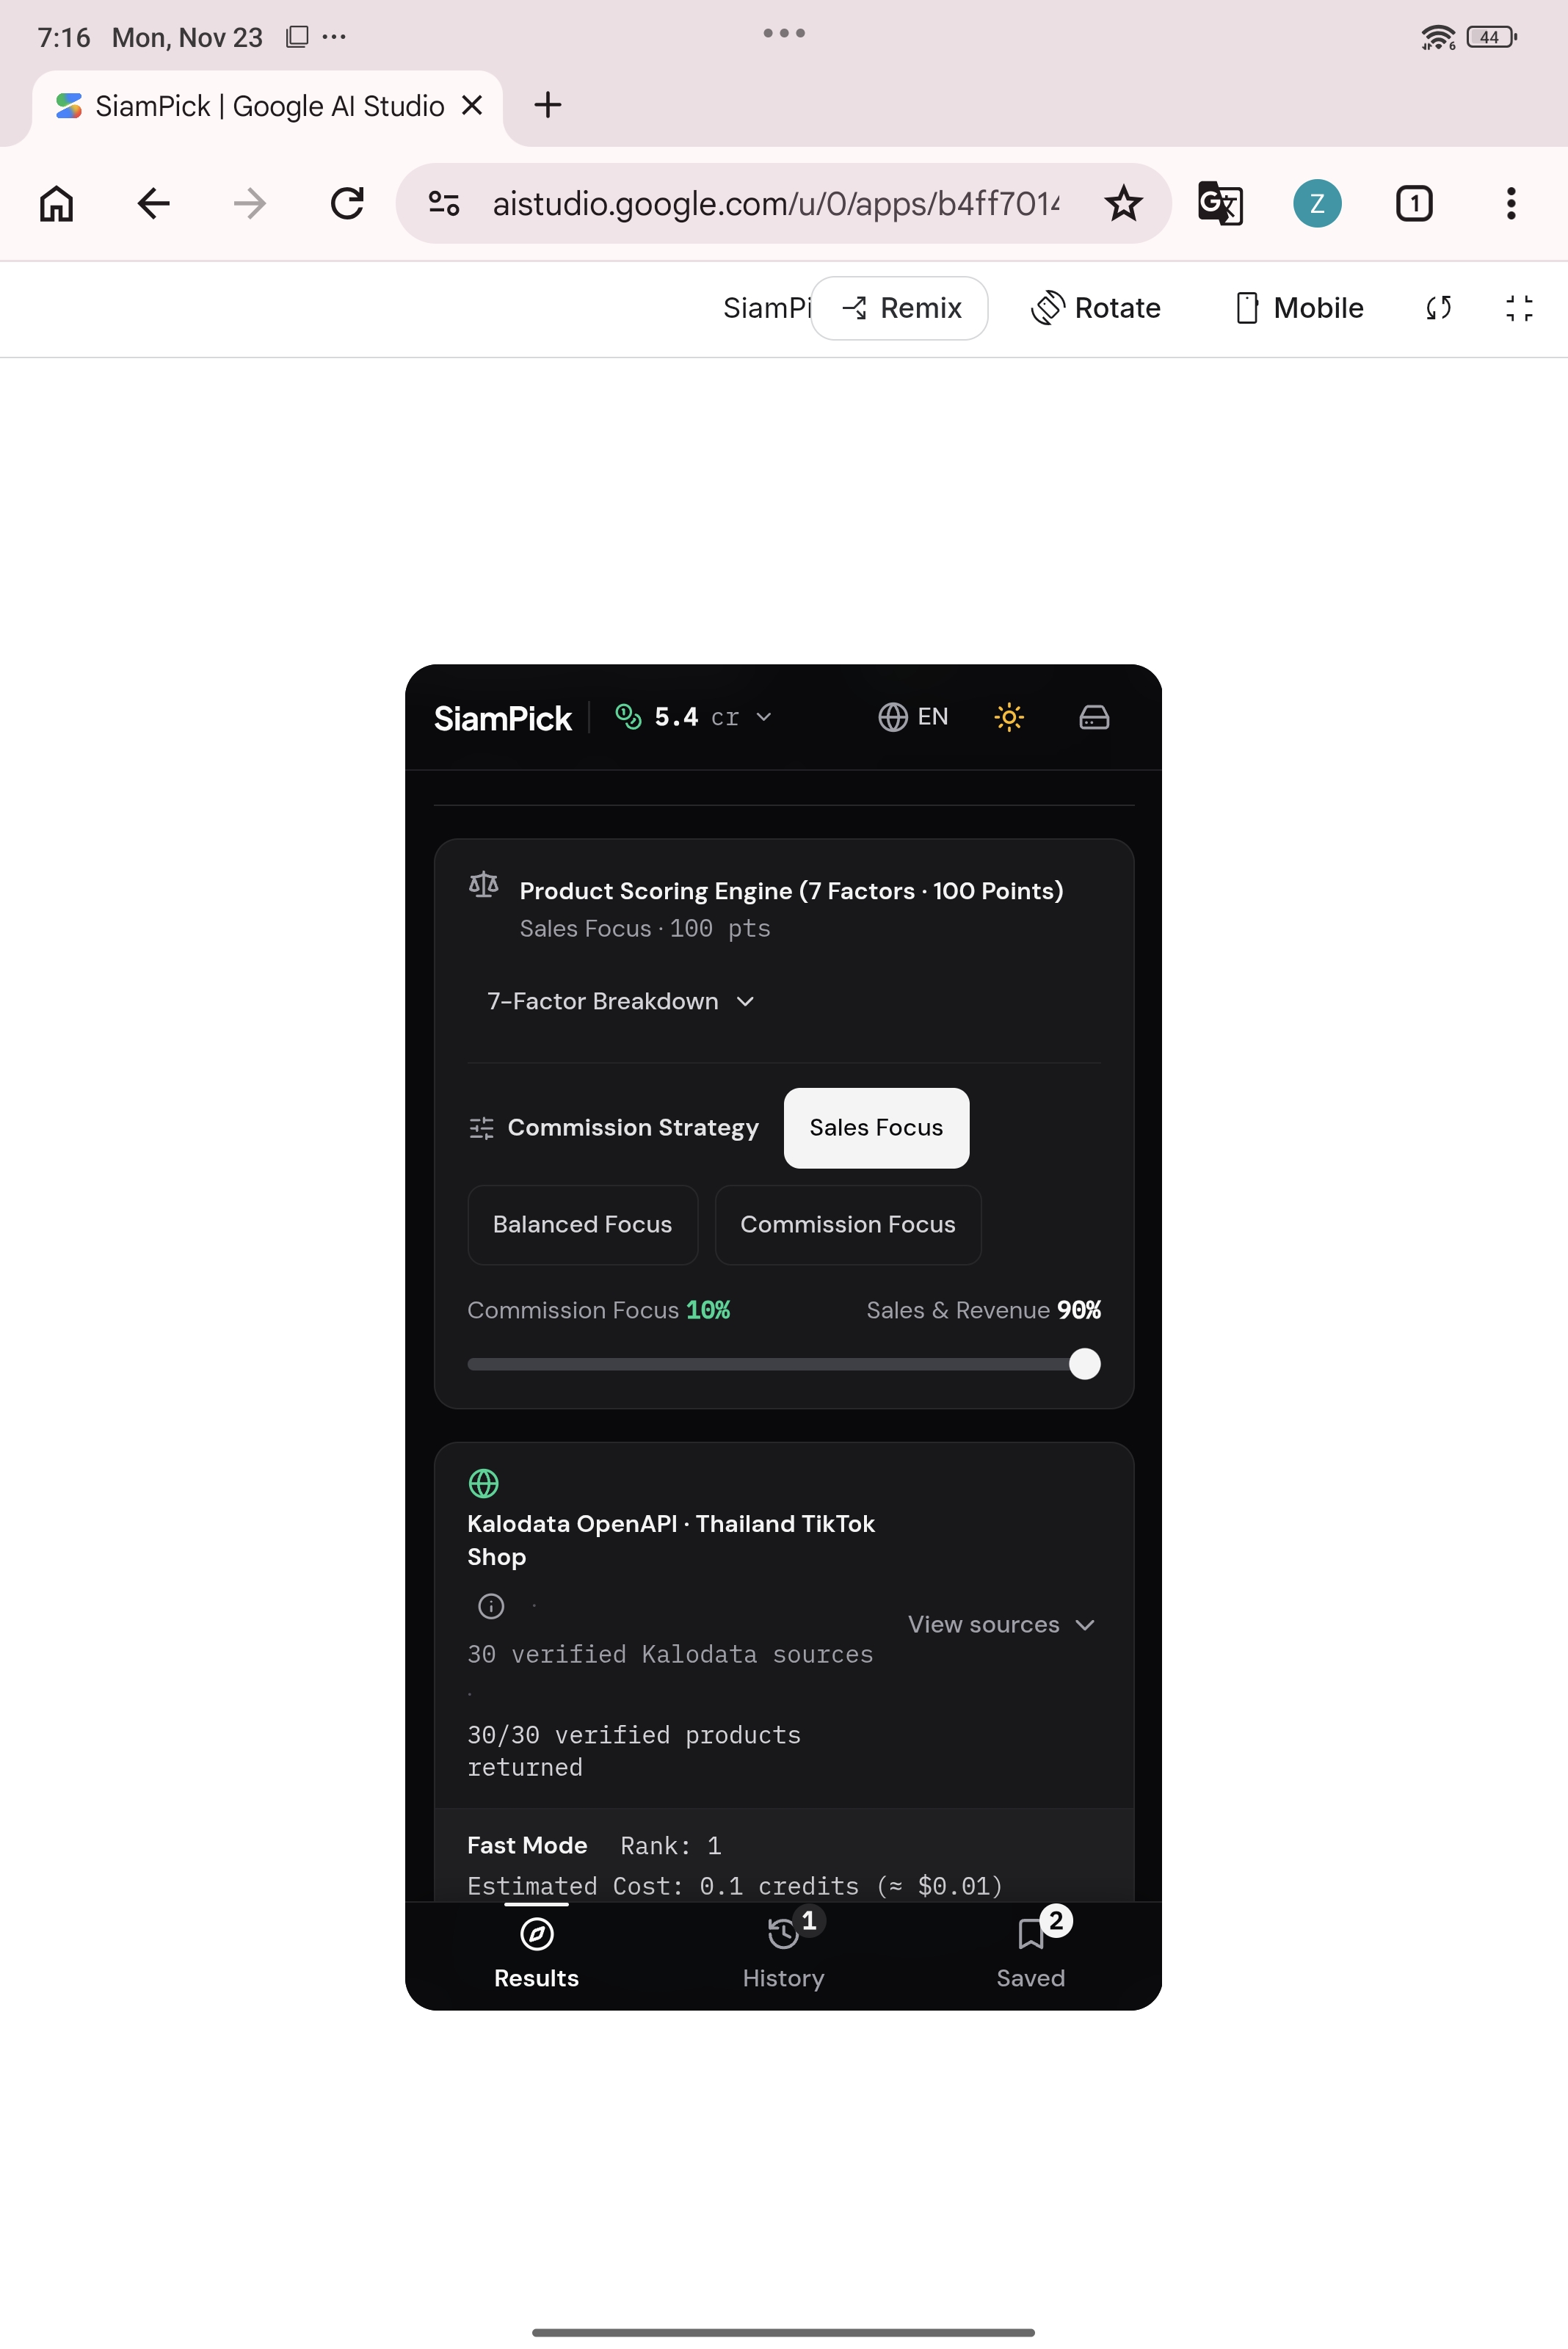 7:16 Mon, Nov 23 ... 44
SiamPick | Google AI Studio
aistudio.google.com/u/0/apps/b4ff701 Z 1
SiamPi Remix Rotate Mobile
SiamPick 5.4 cr EN
Product Scoring Engine (7 Factors · 100 Points)
Sales Focus · 100 pts
7-Factor Breakdown
Commission Strategy Sales Focus
Balanced Focus Commission Focus
Commission Focus 10% Sales & Revenue 90%
Kalodata OpenAPI · Thailand TikTok
Shop
·
View sources
30 verified Kalodata sources
·
30/30 verified products
returned
Fast Mode Rank: 1
Estimated Cost: 0.1 credits (≈ $0.01)
1 2
Results History Saved